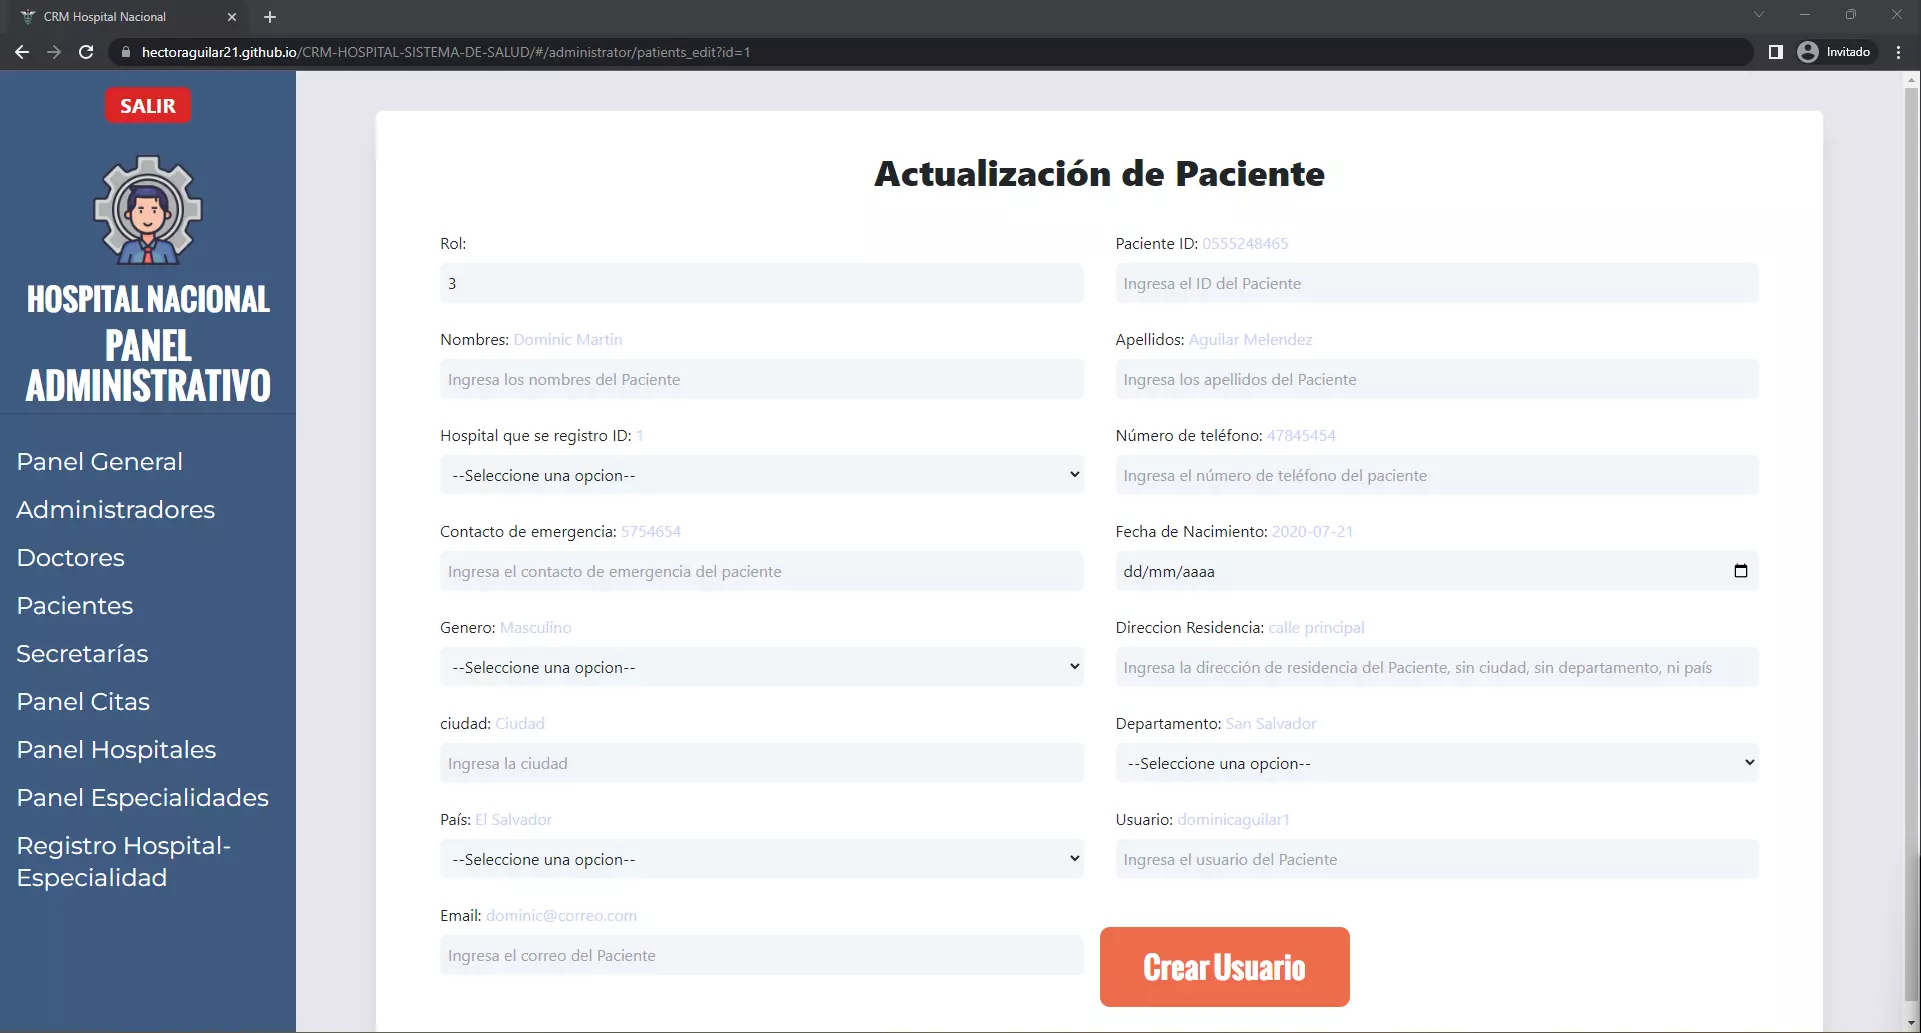 CRM Hospital Nacional
hectoraguilar21.github.io/CRM-HOSPITAL-SISTEMA-DE-SALUD/#/administrator/patients_edit?id=1
Invitado
SALIR
HOSPITAL NACIONAL
PANEL
ADMINISTRATIVO
Panel General
Administradores
Doctores
Pacientes
Secretarías
Panel Citas
Panel Hospitales
Panel Especialidades
Registro Hospital-
Especialidad
Actualización de Paciente
Rol:
3
Paciente ID: 0555248465
Ingresa el ID del Paciente
Nombres: Dominic Martin
Ingresa los nombres del Paciente
Apellidos: Aguilar Melendez
Ingresa los apellidos del Paciente
Hospital que se registro ID: 1
--Seleccione una opcion--
Número de teléfono: 47845454
Ingresa el número de teléfono del paciente
Contacto de emergencia: 5754654
Ingresa el contacto de emergencia del paciente
Fecha de Nacimiento: 2020-07-21
dd/mm/aaaa
Genero: Masculino
--Seleccione una opcion--
Direccion Residencia: calle principal
Ingresa la dirección de residencia del Paciente, sin ciudad, sin departamento, ni país
ciudad: Ciudad
Ingresa la ciudad
Departamento: San Salvador
--Seleccione una opcion--
País: El Salvador
--Seleccione una opcion--
Usuario: dominicaguilar1
Ingresa el usuario del Paciente
Email: dominic@correo.com
Ingresa el correo del Paciente
Crear Usuario